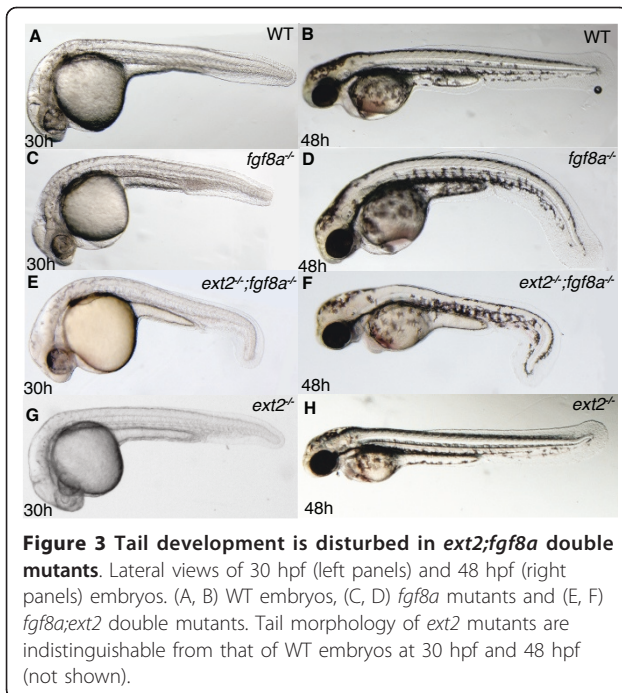 A
WT
30h
B
WT
48h
C
fgf8a-/-
30h
D
fgf8a-/-
48h
E
ext2-/-;fgf8a-/-
30h
F
ext2-/-;fgf8a-/-
48h
G
ext2-/-
30h
H
ext2-/-
48h
Figure 3 Tail development is disturbed in ext2;fgf8a double
mutants. Lateral views of 30 hpf (left panels) and 48 hpf (right
panels) embryos. (A, B) WT embryos, (C, D) fgf8a mutants and (E, F)
fgf8a;ext2 double mutants. Tail morphology of ext2 mutants are
indistinguishable from that of WT embryos at 30 hpf and 48 hpf
(not shown).